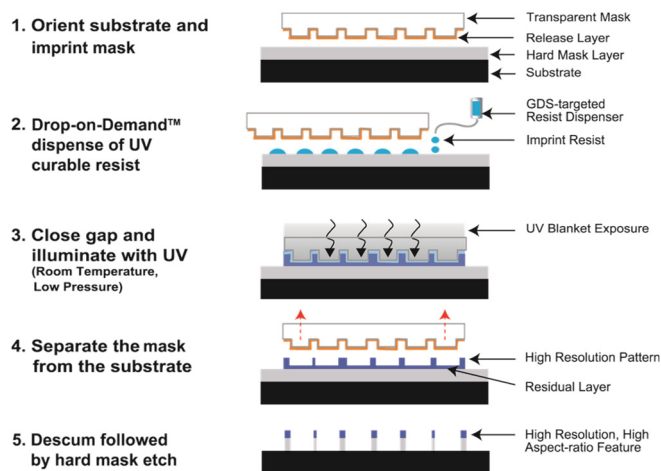 1. Orient substrate and
imprint mask
Transparent Mask
Release Layer
Hard Mask Layer
Substrate
2. Drop-on-Demand™
dispense of UV
curable resist
GDS-targeted
Resist Dispenser
Imprint Resist
3. Close gap and
illuminate with UV
(Room Temperature,
Low Pressure)
UV Blanket Exposure
4. Separate the mask
from the substrate
High Resolution Pattern
Residual Layer
5. Descum followed
by hard mask etch
High Resolution, High
Aspect-ratio Feature